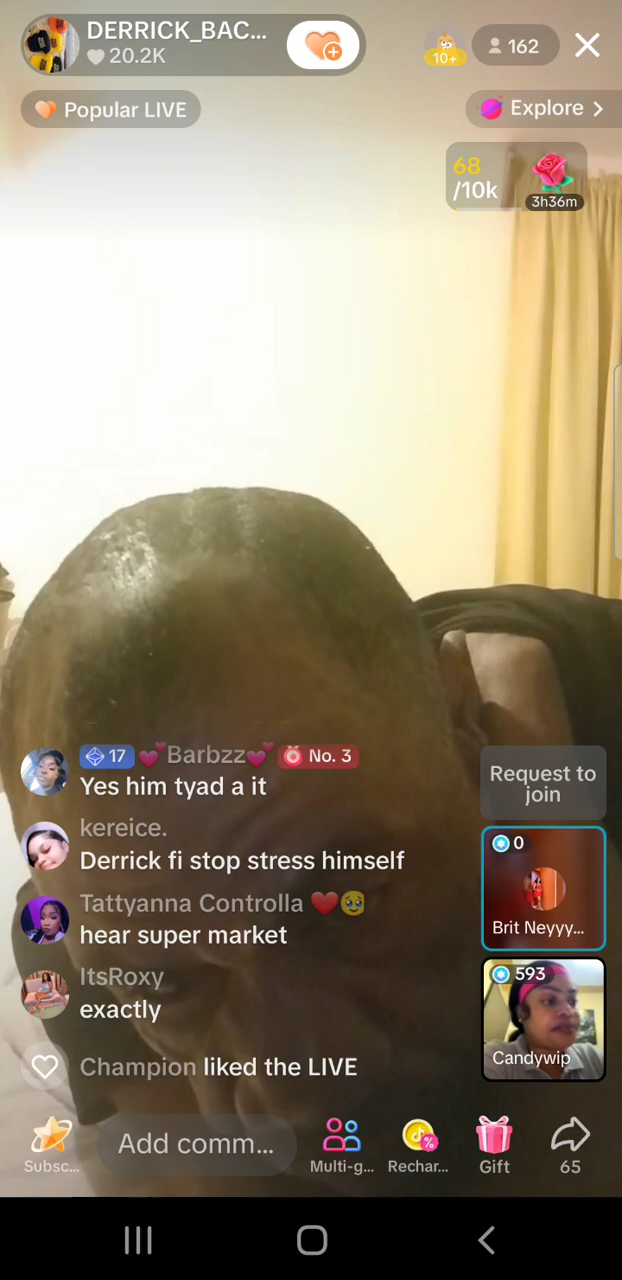 DERRICK_BAC...
20.2K
10+
162
Popular LIVE
Explore >
68
/10k
3h36m
17 💕Barbzz💕 No. 3
Yes him tyad a it
kereice.
Derrick fi stop stress himself
Tattyanna Controlla ❤️🥹
hear super market
ItsRoxy
exactly
Champion liked the LIVE
Request to
join
0
Brit Neyyy...
593
Candywip
Subsc...
Add comm...
Multi-g...
Rechar...
Gift
65